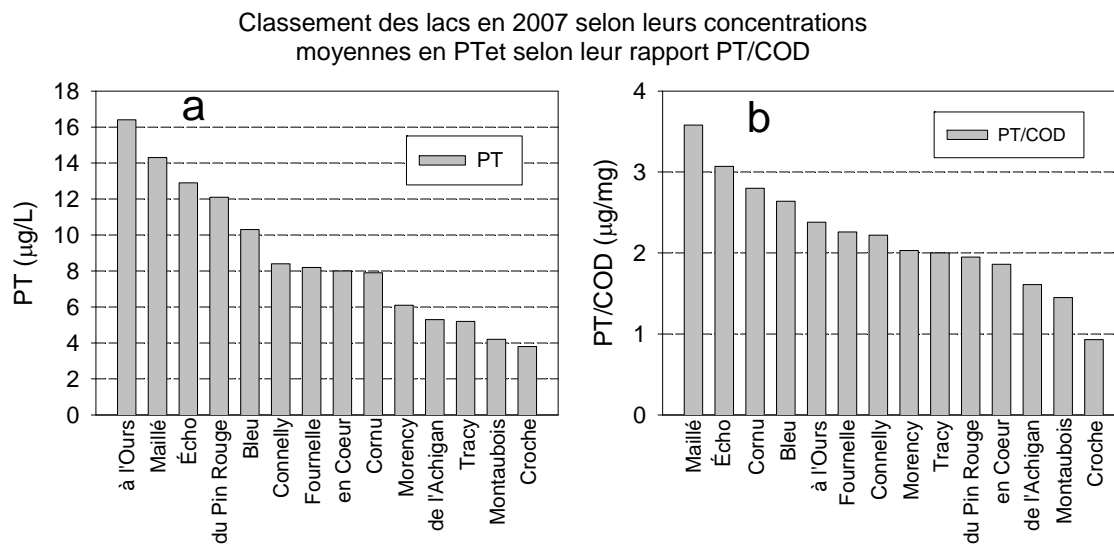 Classement des lacs en 2007 selon leurs concentrations
moyennes en PTet selon leur rapport PT/COD
a
PT
PT (µg/L)
18
16
14
12
10
8
6
4
2
0
à l'Ours
Maillé
Écho
du Pin Rouge
Bleu
Connelly
Fournelle
en Coeur
Cornu
Morency
de l'Achigan
Tracy
Montaubois
Croche
b
PT/COD
PT/COD (µg/mg)
4
3
2
1
0
Maillé
Écho
Cornu
Bleu
à l'Ours
Fournelle
Connelly
Morency
Tracy
du Pin Rouge
en Coeur
de l'Achigan
Montaubois
Croche